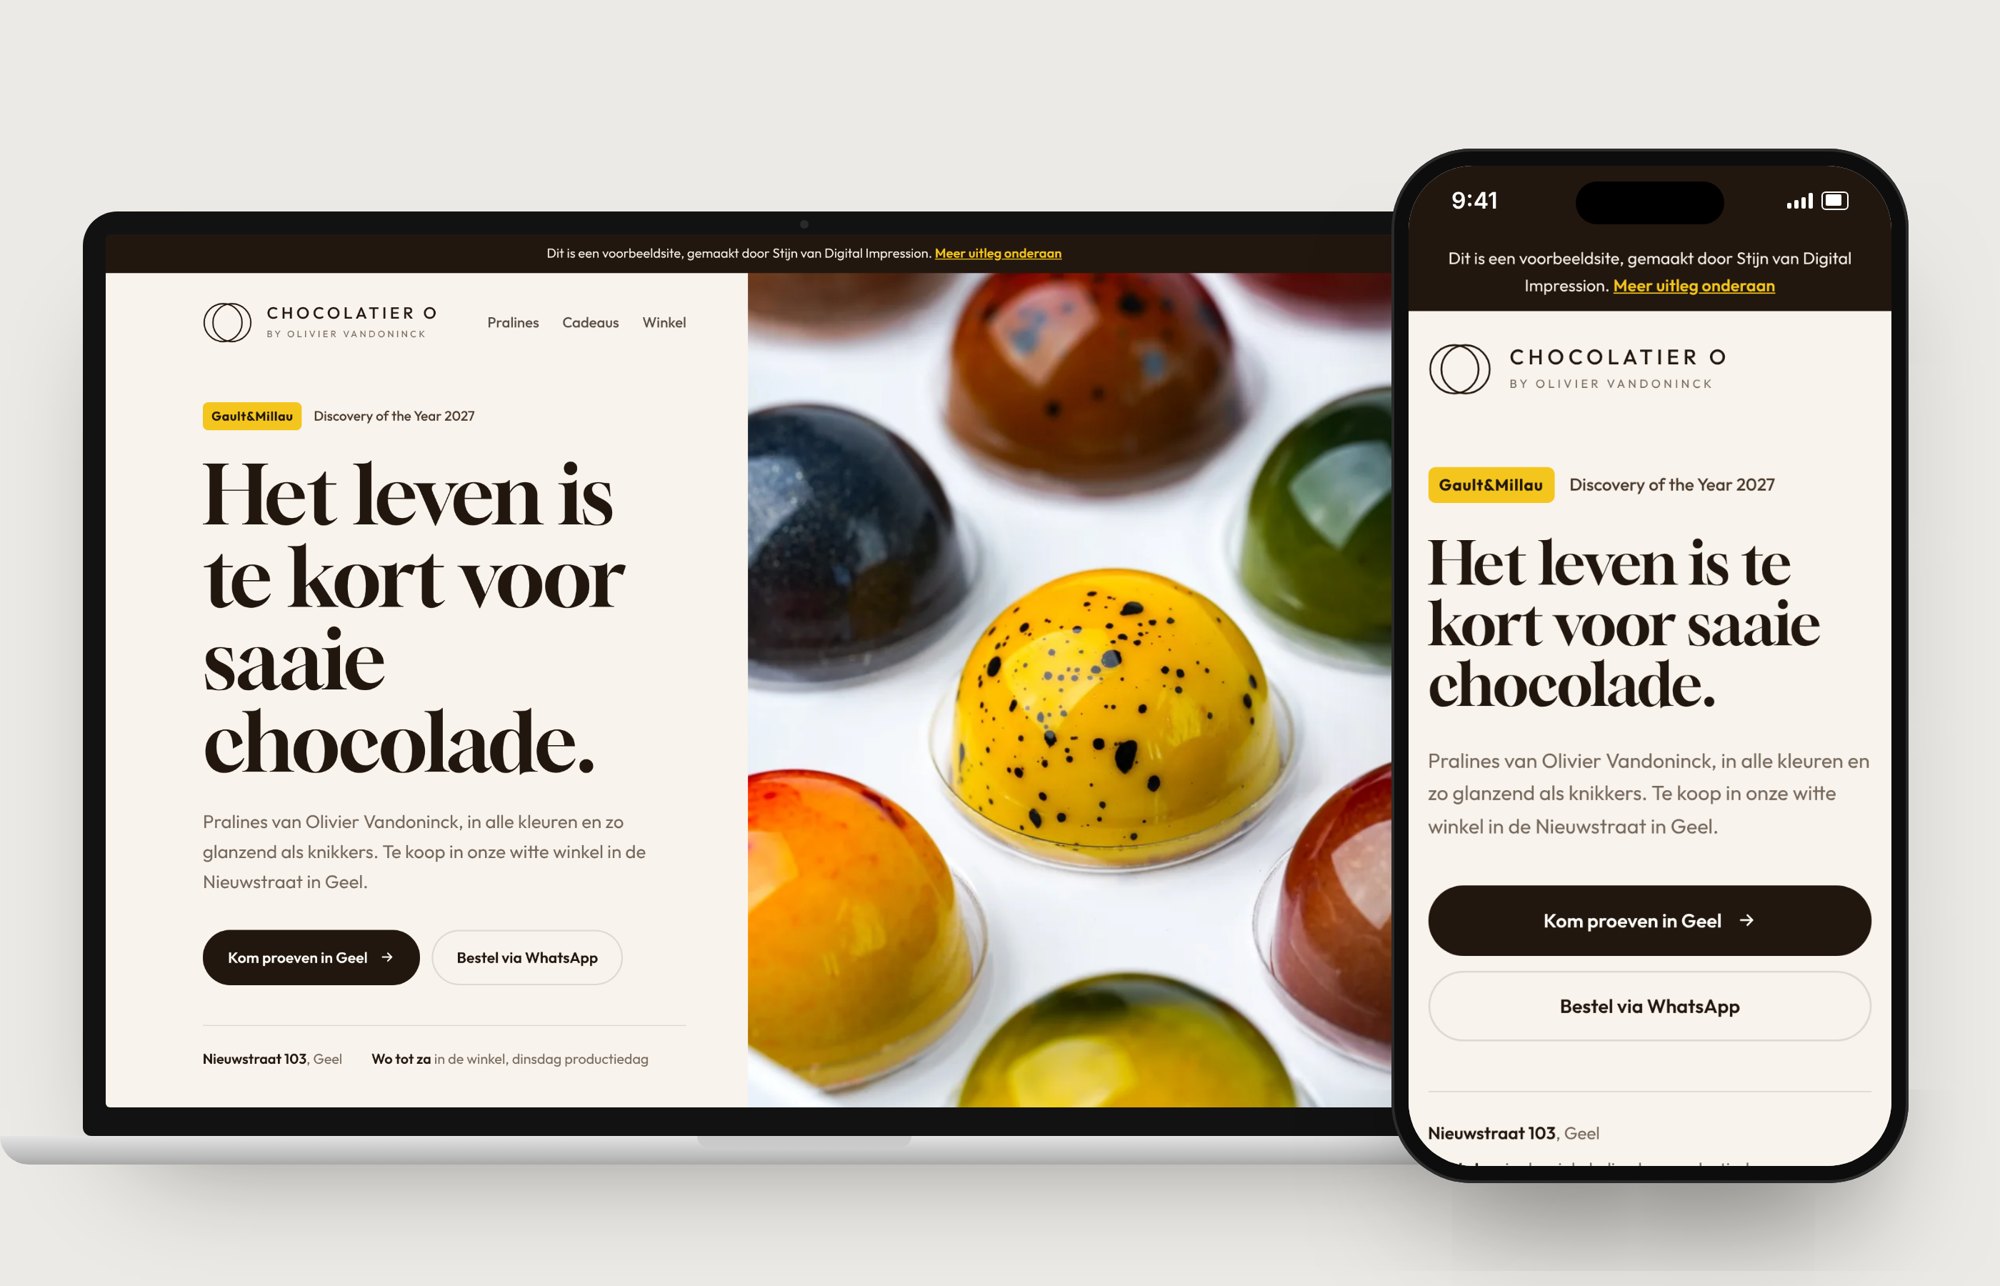 Dit is een voorbeeldsite, gemaakt door Stijn van Digital Impression. Meer uitleg onderaan
CHOCOLATIER O
BY OLIVIER VANDONINCK
Pralines Cadeaus Winkel
Gault&Millau Discovery of the Year 2027
Het leven is
te kort voor
saaie
chocolade.
Pralines van Olivier Vandoninck, in alle kleuren en zo
glanzend als knikkers. Te koop in onze witte winkel in de
Nieuwstraat in Geel.
Kom proeven in Geel → Bestel via WhatsApp
Nieuwstraat 103, Geel Wo tot za in de winkel, dinsdag productiedag
9:41
Dit is een voorbeeldsite, gemaakt door Stijn van Digital
Impression. Meer uitleg onderaan
CHOCOLATIER O
BY OLIVIER VANDONINCK
Gault&Millau Discovery of the Year 2027
Het leven is te
kort voor saaie
chocolade.
Pralines van Olivier Vandoninck, in alle kleuren en
zo glanzend als knikkers. Te koop in onze witte
winkel in de Nieuwstraat in Geel.
Kom proeven in Geel →
Bestel via WhatsApp
Nieuwstraat 103, Geel